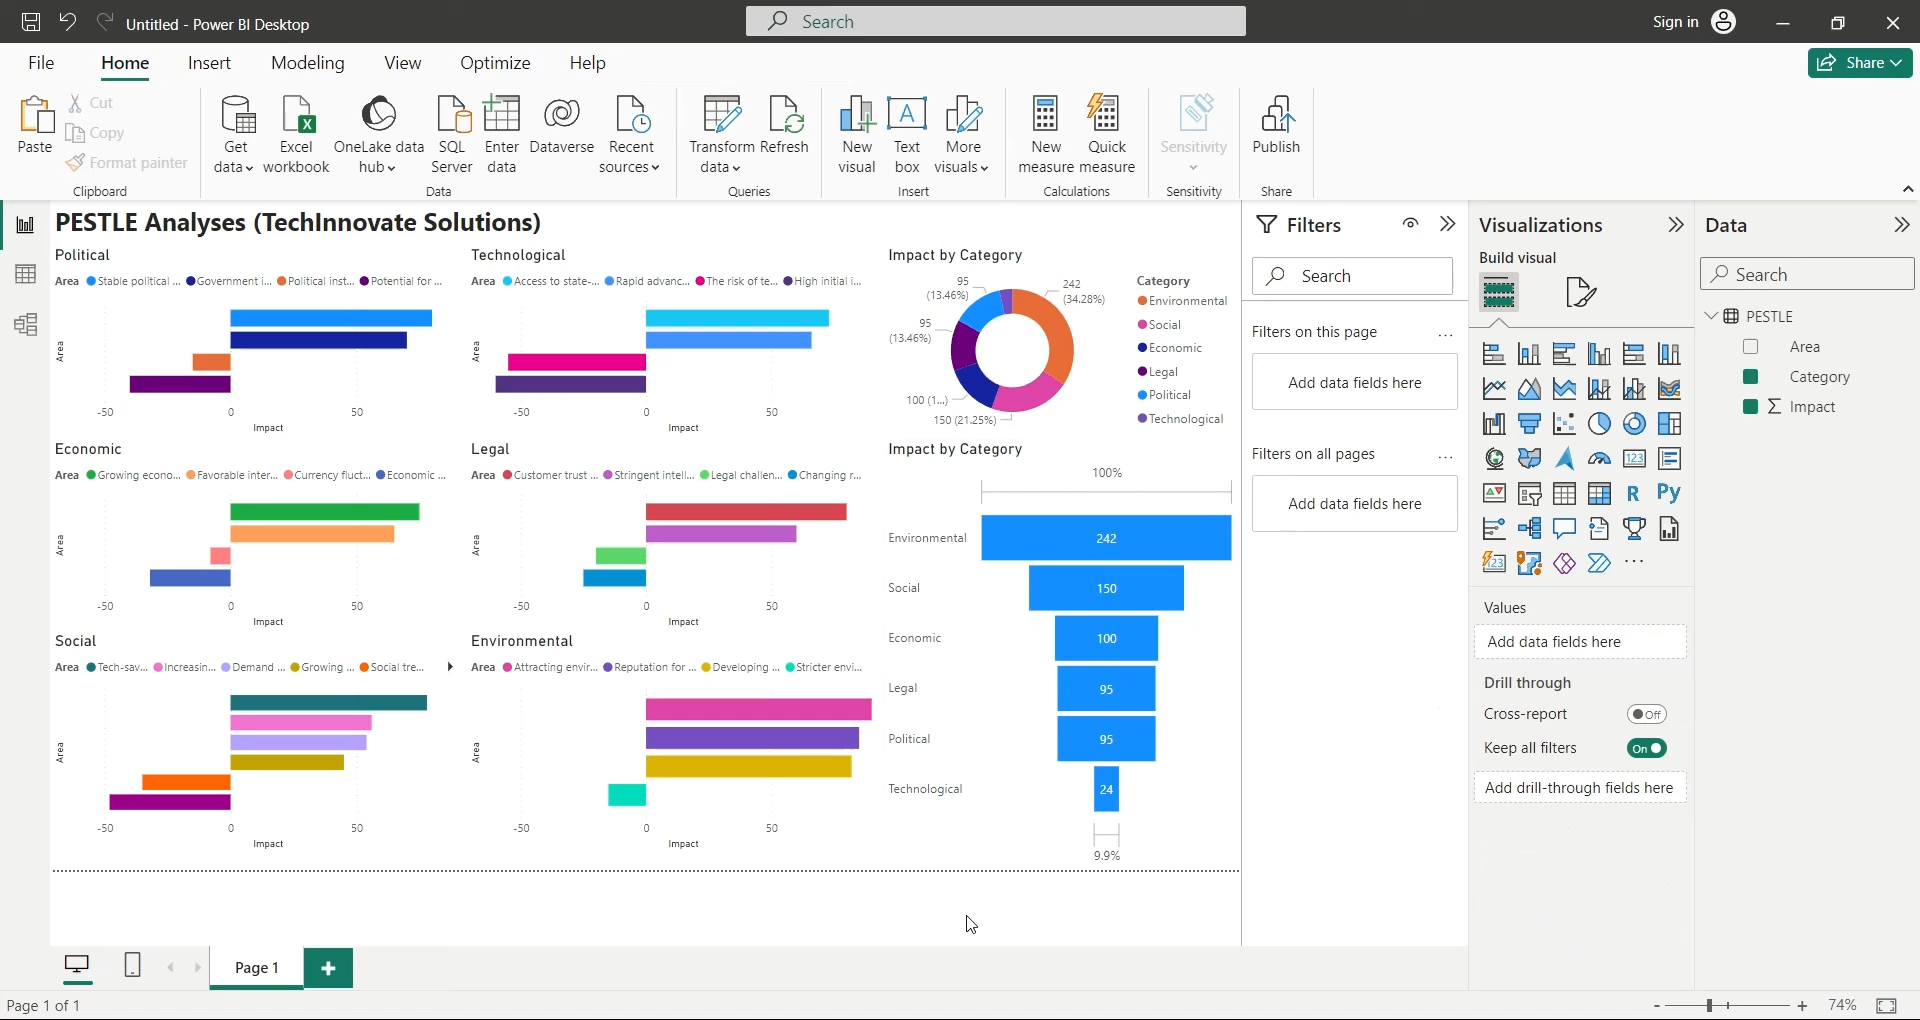 Untitled - Power BI Desktop
Search
Sign in
File Home Insert Modeling View Optimize Help
Share
Paste
Cut
Copy
Format painter
Clipboard
Get data
Excel workbook
OneLake data hub
SQL Server
Enter data
Dataverse
Recent sources
Data
Transform data
Refresh
Queries
New visual
A
Text box
More visuals
Insert
New measure
Quick measure
Calculations
Sensitivity
Sensitivity
Publish
Share
PESTLE Analyses (TechInnovate Solutions)
Political
Area Stable political ... Government i... Political inst... Potential for ...
Area
-50 0 50
Impact
Technological
Area Access to state-... Rapid advanc... The risk of te... High initial i...
Area
-50 0 50
Impact
Economic
Area Growing econo... Favorable inter... Currency fluct... Economic ...
Area
-50 0 50
Impact
Legal
Area Customer trust ... Stringent intell... Legal challen... Changing r...
Area
-50 0 50
Impact
Social
Area Tech-sav... Increasin... Demand ... Growing ... Social tre...
Area
-50 0 50
Impact
Environmental
Area Attracting envir... Reputation for ... Developing ... Stricter envi...
Area
-50 0 50
Impact
Impact by Category
95
(13.46%)
242
(34.28%)
95
(13.46%)
100 (1...)
150 (21.25%)
Category
Environmental
Social
Economic
Legal
Political
Technological
Impact by Category
100%
Environmental 242
Social 150
Economic 100
Legal 95
Political 95
Technological 24
9.9%
Filters
Search
Filters on this page ...
Add data fields here
Filters on all pages ...
Add data fields here
Visualizations
Build visual
123
R
Py
123
...
Values
Add data fields here
Drill through
Cross-report Off
Keep all filters On
Add drill-through fields here
Data
Search
PESTLE
Area
Category
Σ Impact
Page 1
+
Page 1 of 1
- + 74%